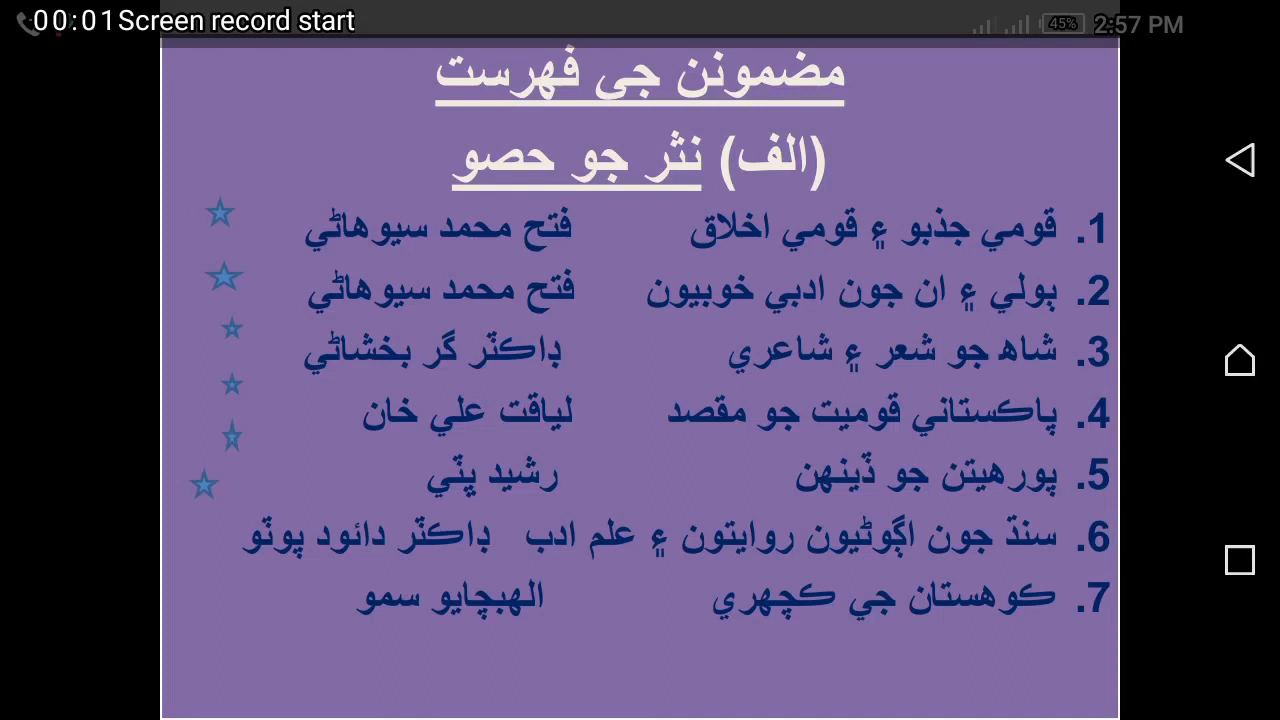 00:01Screen record start
45% 2:57 PM
مضمونن جي فهرست
(الف) نثر جو حصو
1. قومي جذبو ۽ قومي اخلاق فتح محمد سيوهاڻي
2. ٻولي ۽ ان جون ادبي خوبيون فتح محمد سيوهاڻي
3. شاھ جو شعر ۽ شاعري ڊاڪٽر گر بخشاڻي
4. پاڪستاني قوميت جو مقصد لياقت علي خان
5. پورهيتن جو ڏينهن رشيد ڀٽي
6. سنڌ جون اڳوڻيون روايتون ۽ علم ادب ڊاڪٽر دائود پوٽو
7. ڪوهستان جي ڪچهري الهبچايو سمو